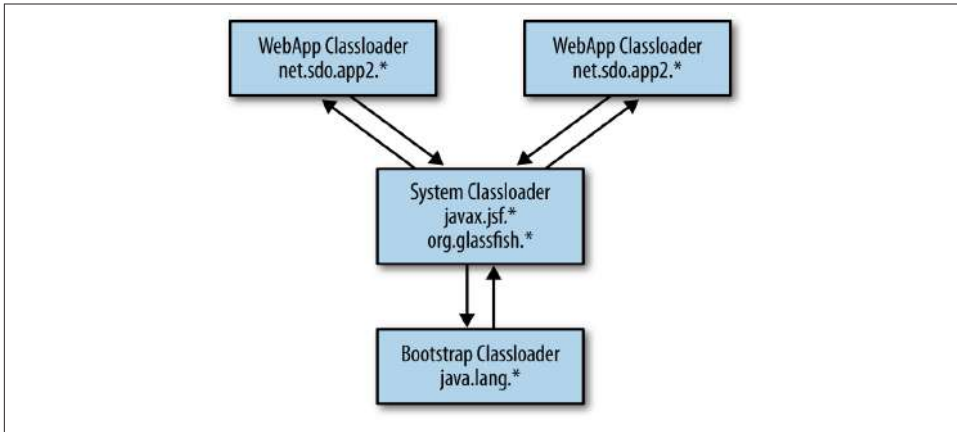 WebApp Classloader
net.sdo.app2.*
WebApp Classloader
net.sdo.app2.*
System Classloader
javax.jsf.*
org.glassfish.*
Bootstrap Classloader
java.lang.*